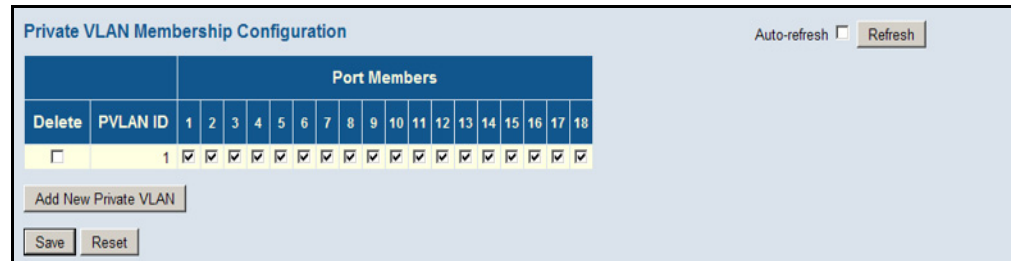 Private VLAN Membership Configuration
Auto-refresh Refresh
Port Members
Delete PVLAN ID 1 2 3 4 5 6 7 8 9 10 11 12 13 14 15 16 17 18
1
Add New Private VLAN
Save Reset